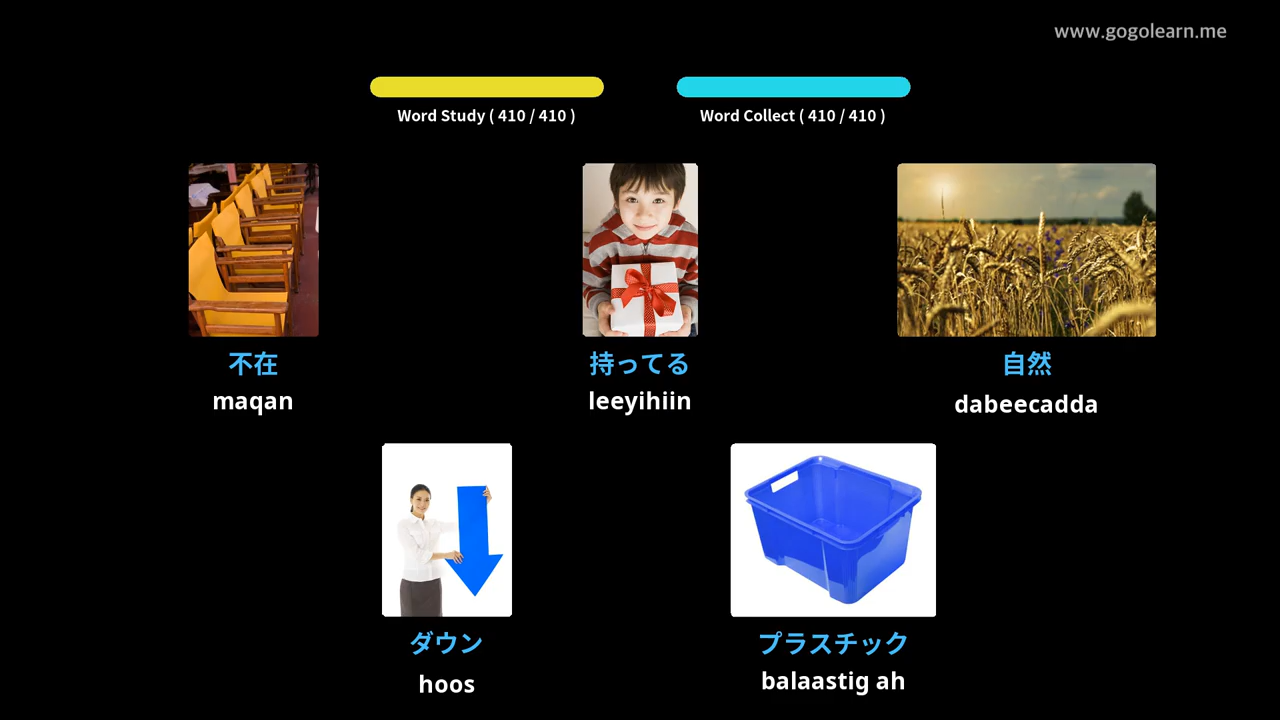 www.gogolearn.me
Word Study ( 410 / 410 )
Word Collect ( 410 / 410 )
不在
maqan
持ってる
leeyihiin
自然
dabeecadda
ダウン
hoos
プラスチック
balaastig ah